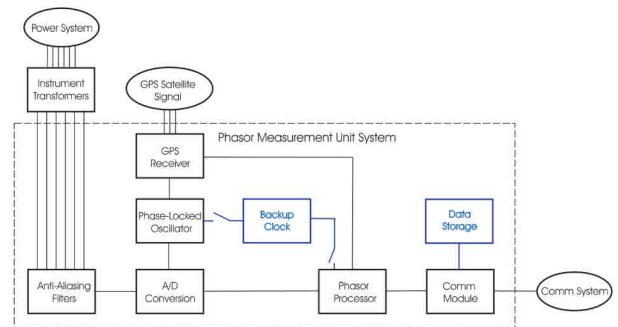 Power System
Instrument
Transformers
GPS Satellite
Signal
Phasor Measurement Unit System
GPS
Receiver
Phase-Locked
Oscillator
Backup
Clock
Data
Storage
Anti-Aliasing
Filters
A/D
Conversion
Phasor
Processor
Comm
Module
Comm System